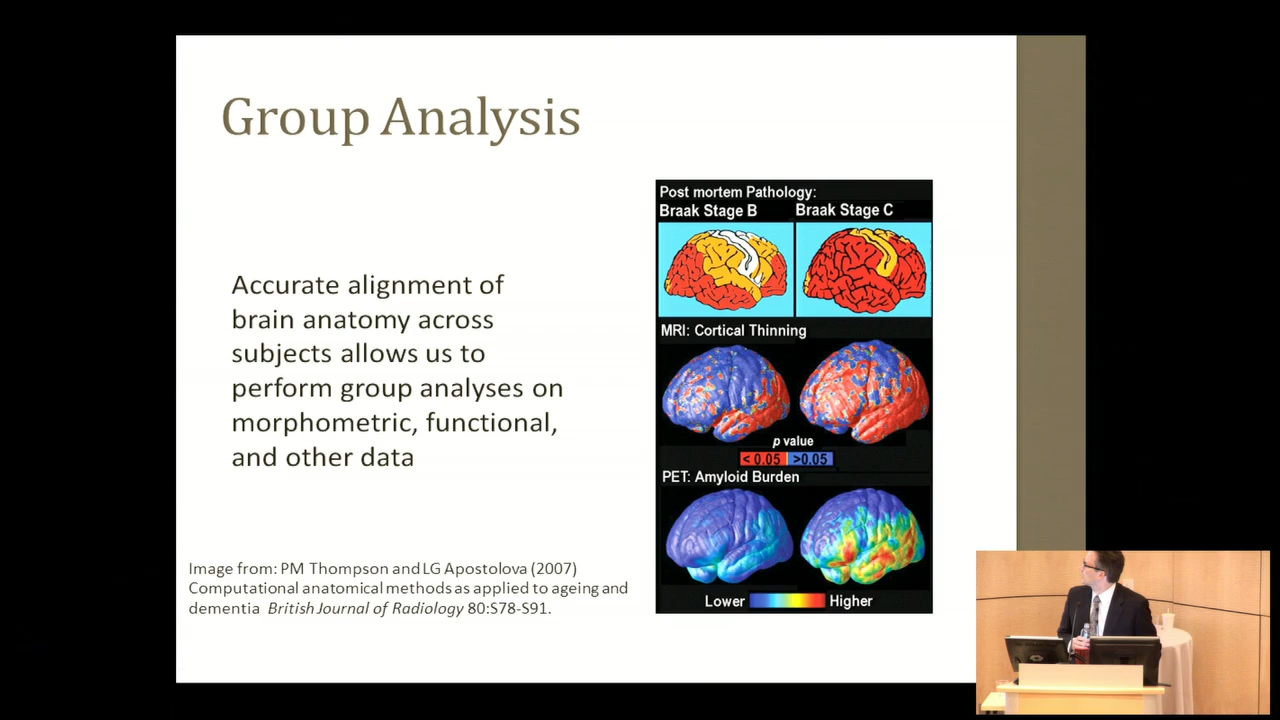 Group Analysis
Accurate alignment of
brain anatomy across
subjects allows us to
perform group analyses on
morphometric, functional,
and other data
Image from: PM Thompson and LG Apostolova (2007)
Computational anatomical methods as applied to ageing and
dementia British Journal of Radiology 80:S78-S91.
Post mortem Pathology:
Braak Stage B Braak Stage C
MRI: Cortical Thinning
p value
< 0.05 >0.05
PET: Amyloid Burden
Lower Higher